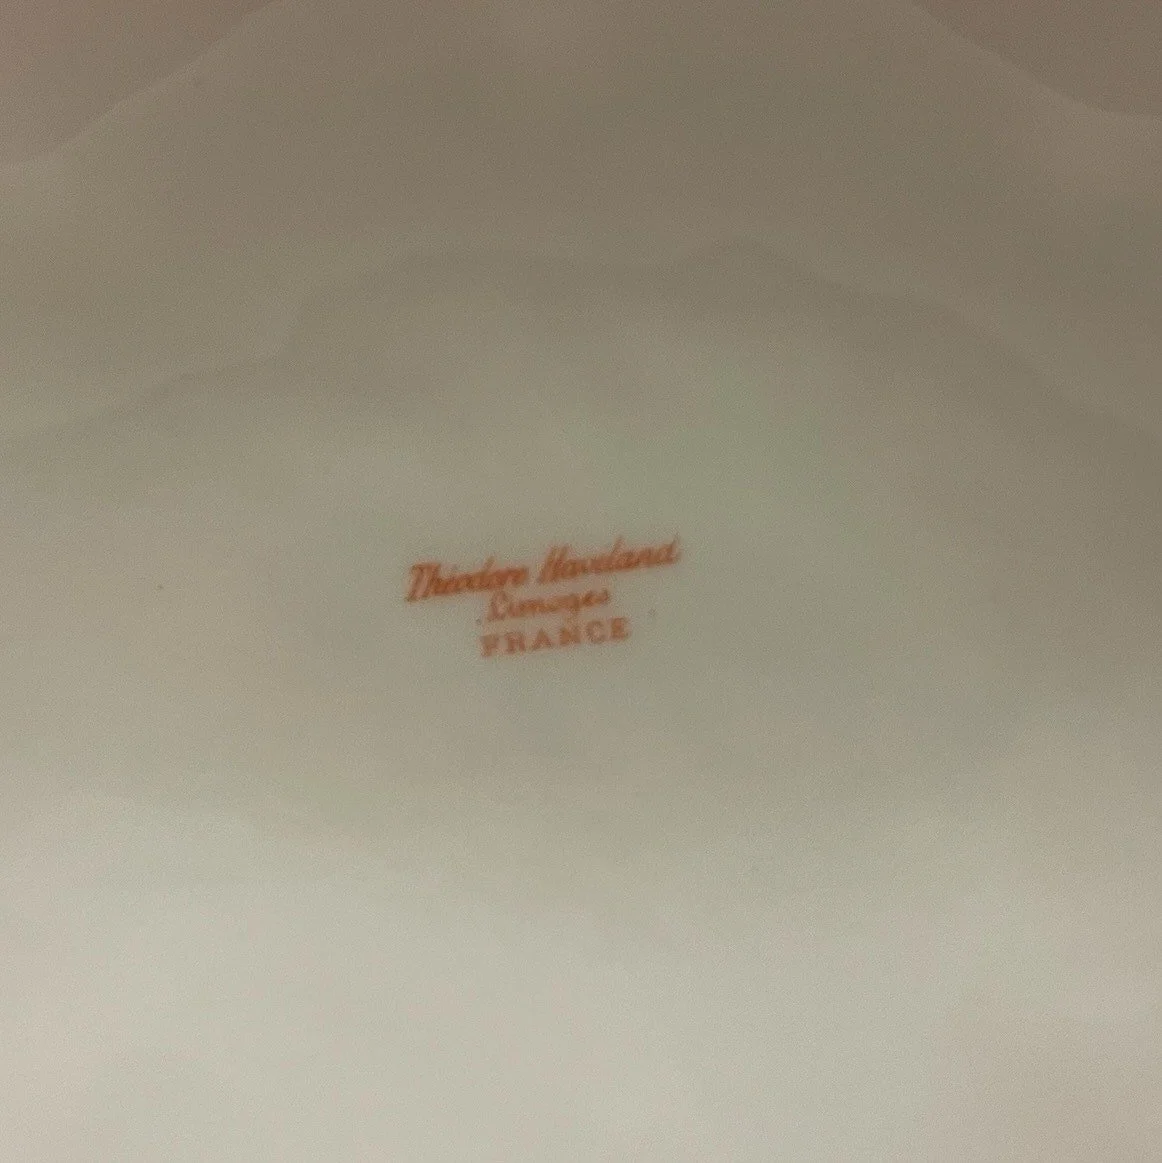 Théodore Haviland
Limoges
FRANCE